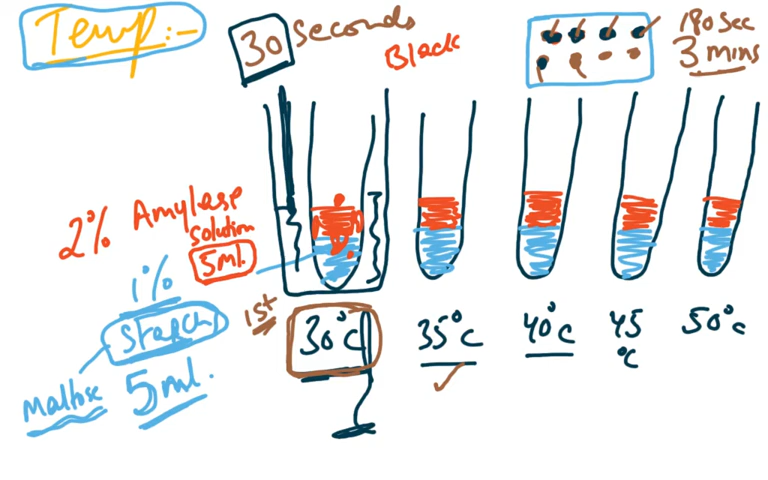 Temp:-
30 seconds
Black
180 sec
3 mins
2% Amylase
solution
5ml.
1%
Starch
Maltose
5ml.
1st
30°c
35°c
40°c
45
°c
50°c